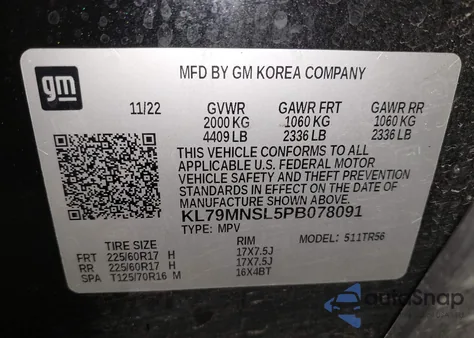 gm
MFD BY GM KOREA COMPANY
11/22 GVWR GAWR FRT GAWR RR
2000 KG 1060 KG 1060 KG
4409 LB 2336 LB 2336 LB
THIS VEHICLE CONFORMS TO ALL
APPLICABLE U.S. FEDERAL MOTOR
VEHICLE SAFETY AND THEFT PREVENTION
STANDARDS IN EFFECT ON THE DATE OF
MANUFACTURE SHOWN ABOVE.
KL79MNSL5PB078091
TYPE: MPV MODEL: 511TR56
TIRE SIZE RIM
FRT 225/60R17 H 17X7.5J
RR 225/60R17 H 17X7.5J
SPA T125/70R16 M 16X4BT
AutoSnap